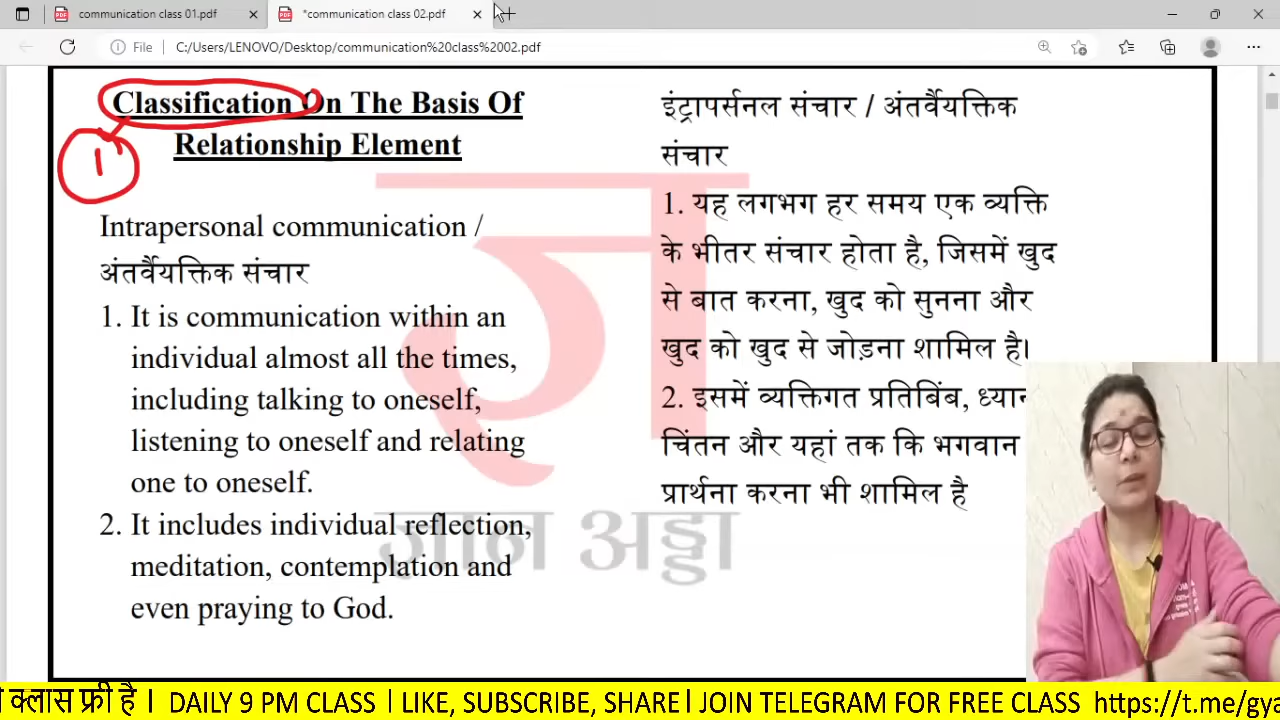 communication class 01.pdf
*communication class 02.pdf
File C:/Users/LENOVO/Desktop/communication%20class%2002.pdf
Classification On The Basis Of
Relationship Element
1
Intrapersonal communication /
अंतर्वैयक्तिक संचार
1. It is communication within an
individual almost all the times,
including talking to oneself,
listening to oneself and relating
one to oneself.
2. It includes individual reflection,
meditation, contemplation and
even praying to God.
इंट्रापर्सनल संचार / अंतर्वैयक्तिक
संचार
1. यह लगभग हर समय एक व्यक्ति
के भीतर संचार होता है, जिसमें खुद
से बात करना, खुद को सुनना और
खुद को खुद से जोड़ना शामिल है।
2. इसमें व्यक्तिगत प्रतिबिंब, ध्यान
चिंतन और यहां तक कि भगवान
प्रार्थना करना भी शामिल है
ज्ञान अड्डा
क्लास फ्री है । DAILY 9 PM CLASS । LIKE, SUBSCRIBE, SHARE। JOIN TELEGRAM FOR FREE CLASS https://t.me/gya